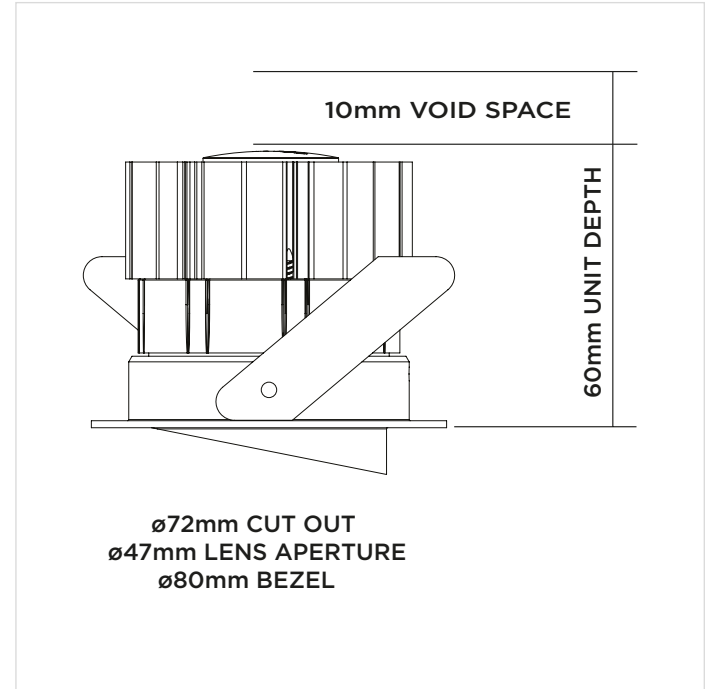 10mm VOID SPACE
60mm UNIT DEPTH
ø72mm CUT OUT
ø47mm LENS APERTURE
ø80mm BEZEL